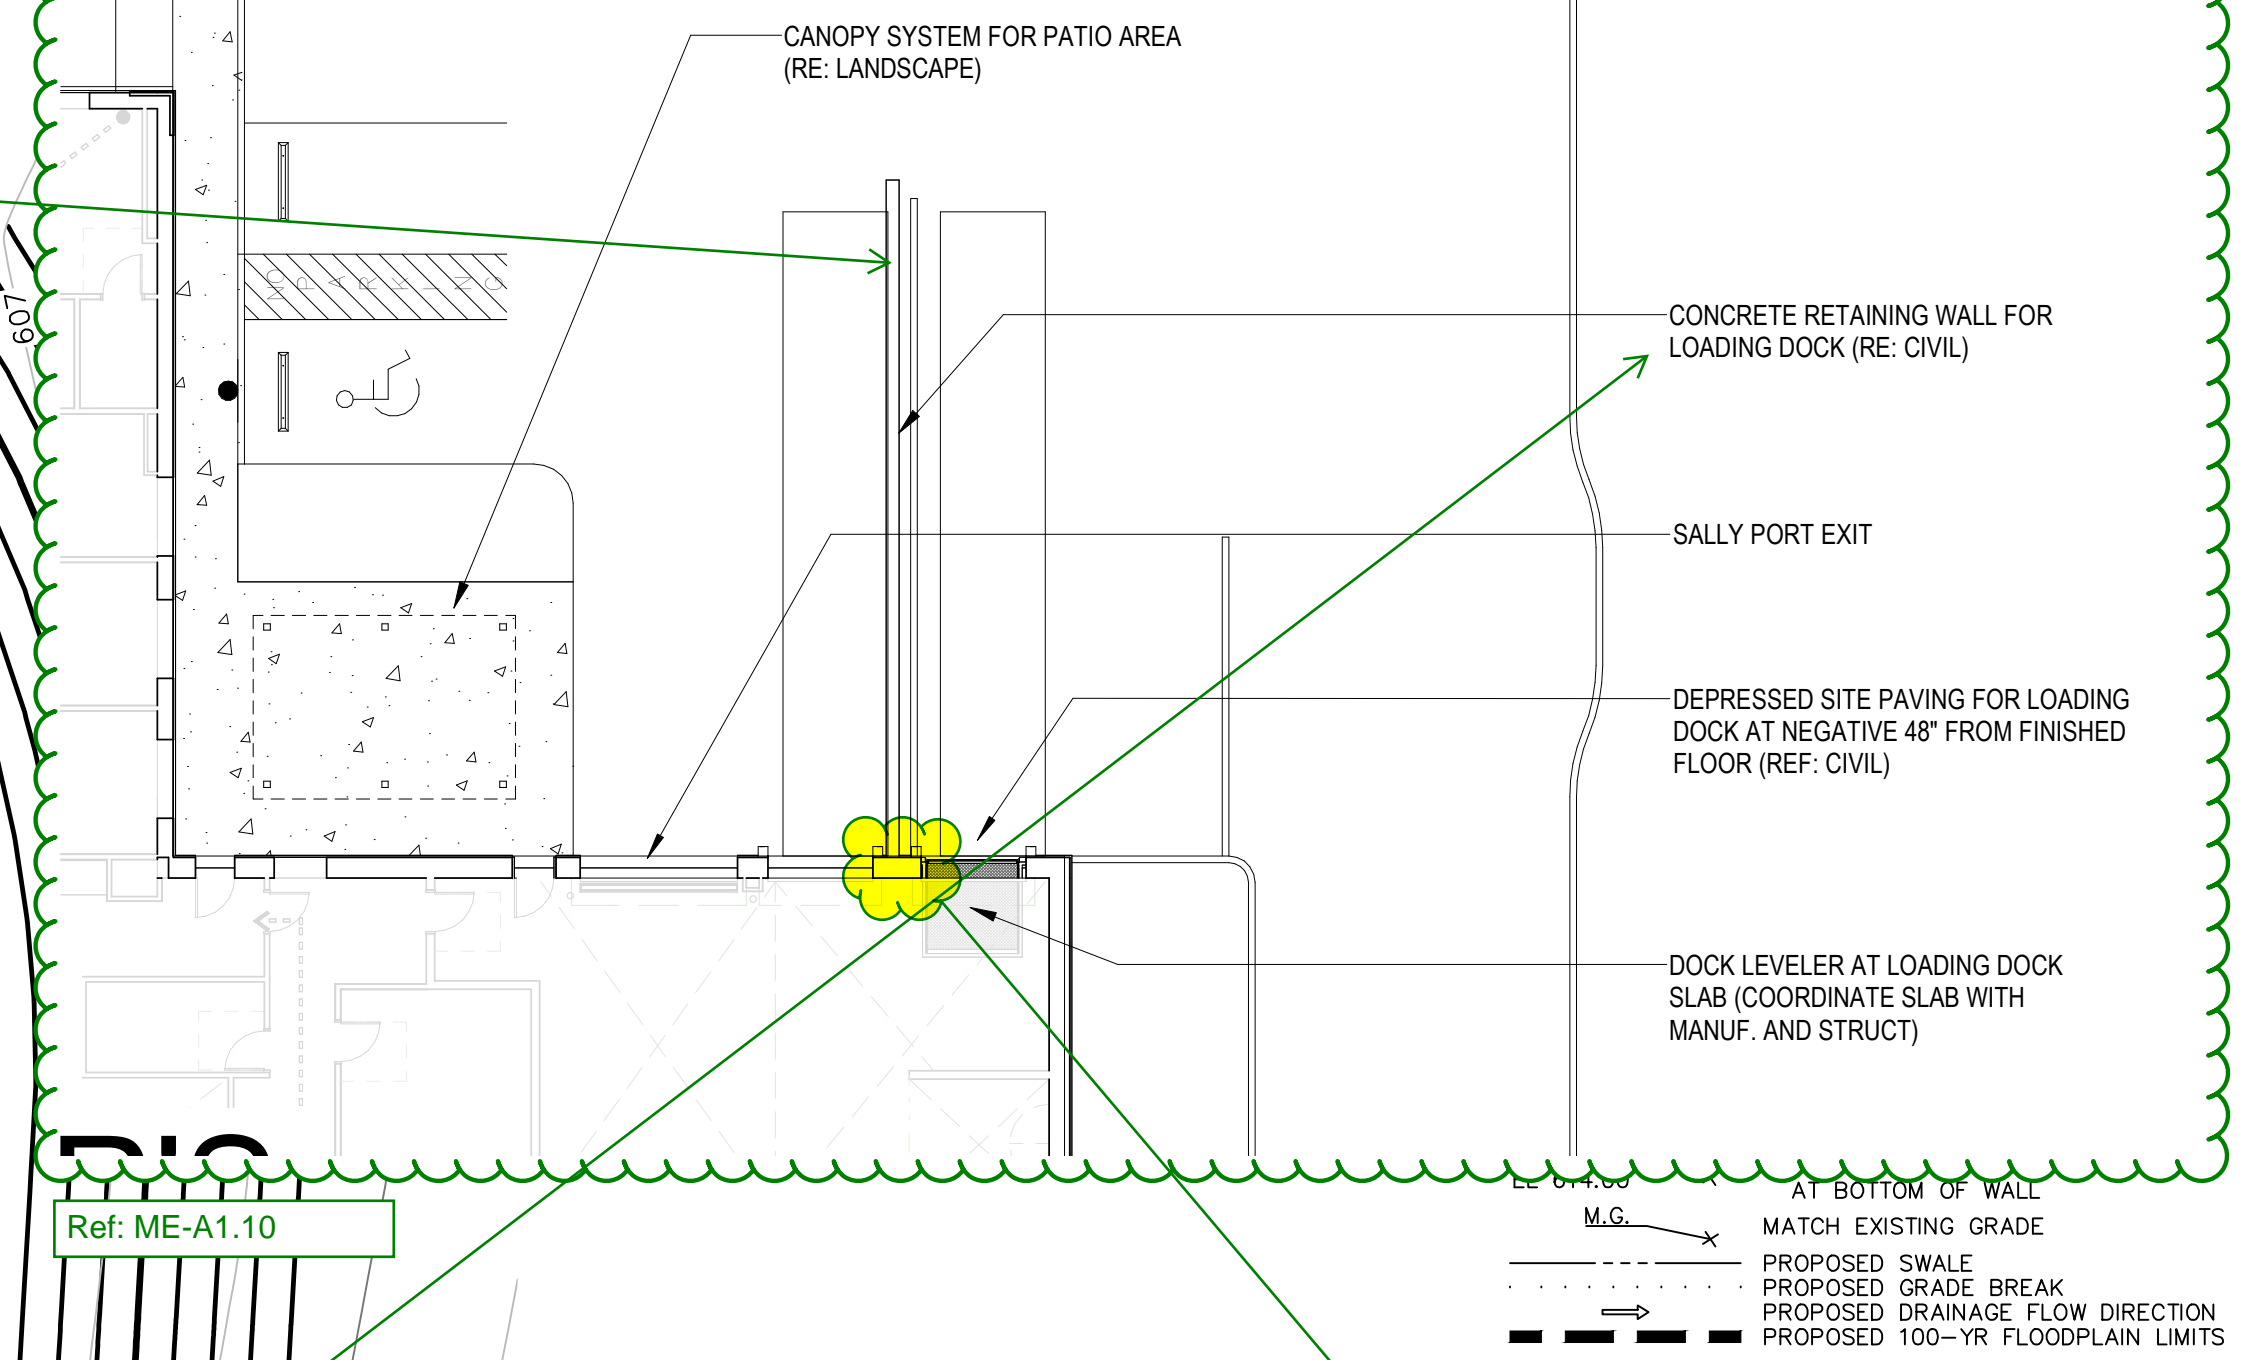 CANOPY SYSTEM FOR PATIO AREA
(RE: LANDSCAPE)
607
NO PARKING
CONCRETE RETAINING WALL FOR
LOADING DOCK (RE: CIVIL)
SALLY PORT EXIT
DEPRESSED SITE PAVING FOR LOADING
DOCK AT NEGATIVE 48" FROM FINISHED
FLOOR (REF: CIVIL)
DOCK LEVELER AT LOADING DOCK
SLAB (COORDINATE SLAB WITH
MANUF. AND STRUCT)
Ref: ME-A1.10
AT BOTTOM OF WALL
M.G.
MATCH EXISTING GRADE
PROPOSED SWALE
PROPOSED GRADE BREAK
PROPOSED DRAINAGE FLOW DIRECTION
PROPOSED 100-YR FLOODPLAIN LIMITS